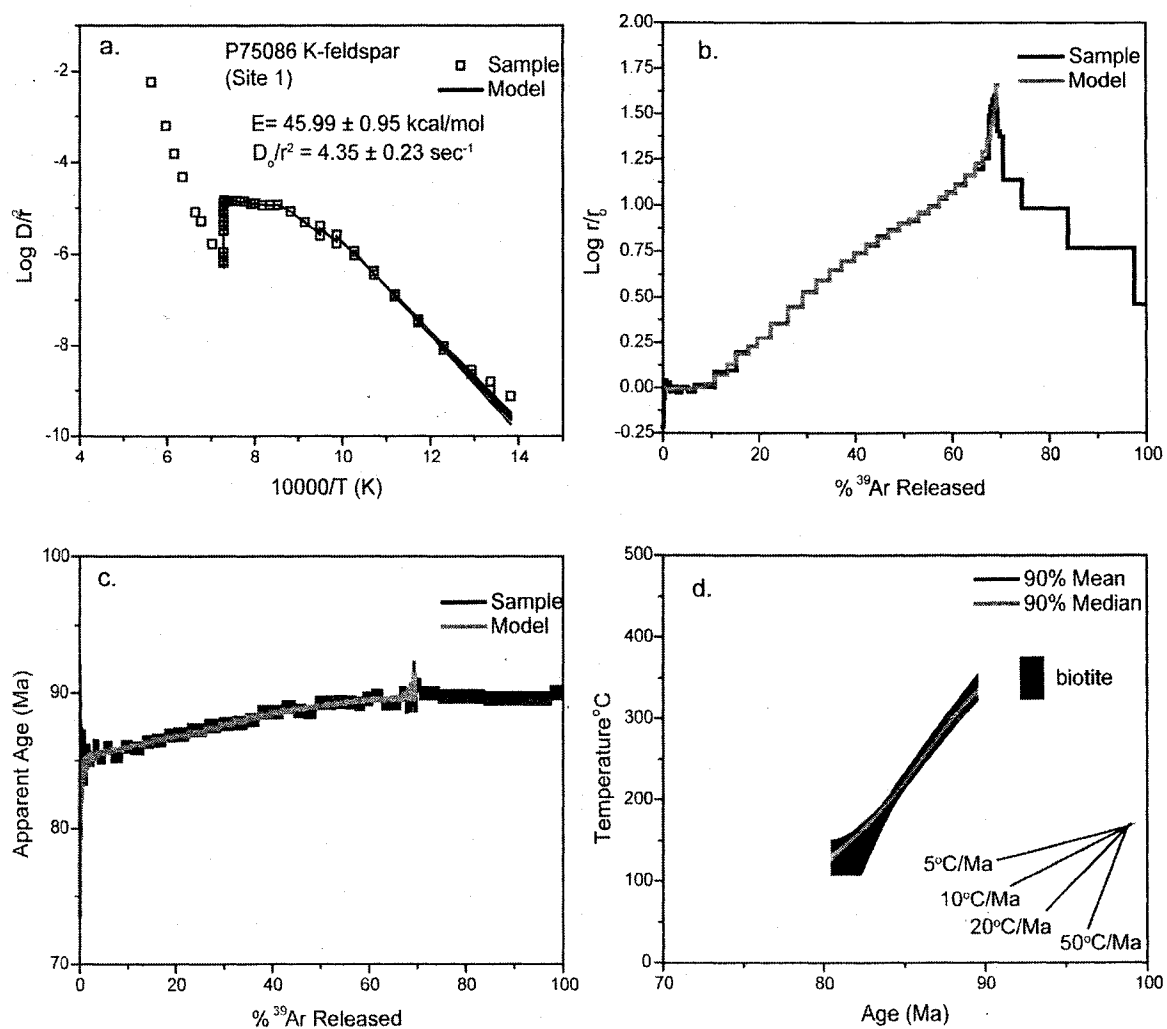 a.
P75086 K-feldspar
(Site 1)
Sample
Model
E= 45.99 ± 0.95 kcal/mol
Dₒ/r² = 4.35 ± 0.23 sec⁻¹
-2
-4
-6
-8
-10
Log D/r²
4 6 8 10 12 14
10000/T (K)
b.
Sample
Model
2.00
1.75
1.50
1.25
1.00
0.75
0.50
0.25
0.00
-0.25
Log r/rₒ
0 20 40 60 80 100
% ³⁹Ar Released
c.
Sample
Model
100
90
80
70
Apparent Age (Ma)
0 20 40 60 80 100
% ³⁹Ar Released
d.
90% Mean
90% Median
biotite
500
400
300
200
100
0
Temperature°C
5°C/Ma
10°C/Ma
20°C/Ma
50°C/Ma
70 80 90 100
Age (Ma)